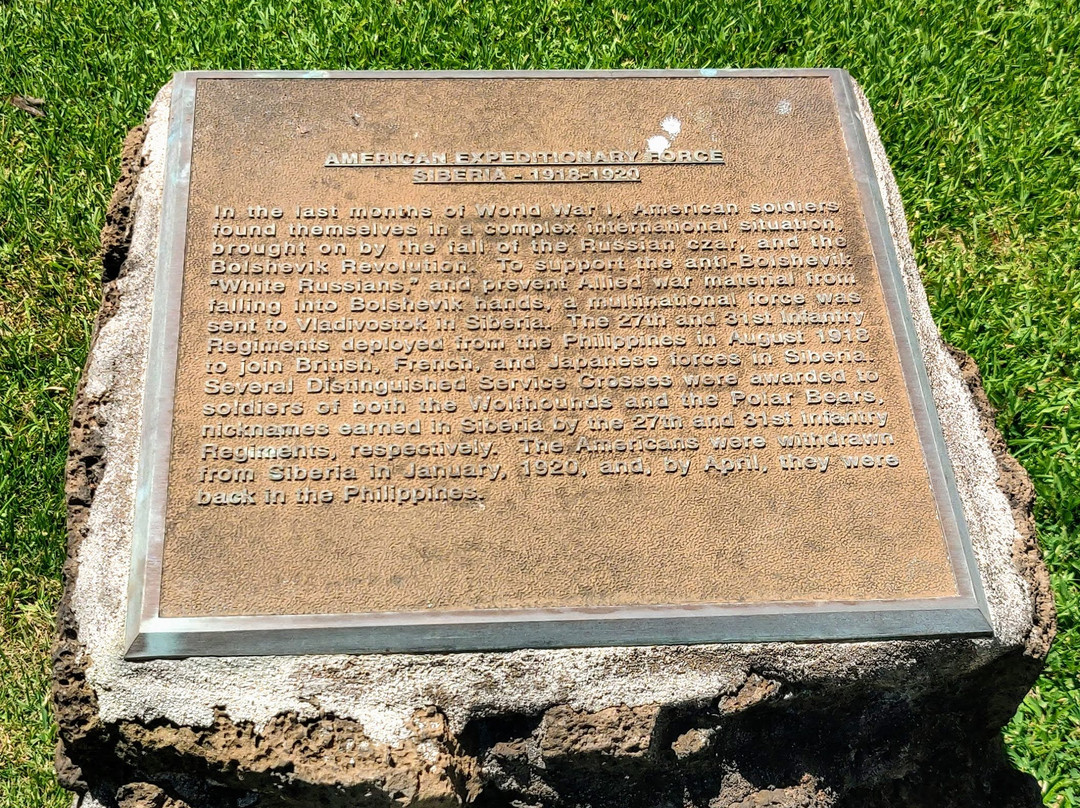 AMERICAN EXPEDITIONARY FORCE
SIBERIA - 1918-1920
In the last months of World War I, American soldiers
found themselves in a complex international situation,
brought on by the fall of the Russian czar, and the
Bolshevik Revolution. To support the anti-Bolshevik
"White Russians," and prevent Allied war material from
falling into Bolshevik hands, a multinational force was
sent to Vladivostok in Siberia. The 27th and 31st Infantry
Regiments deployed from the Philippines in August 1918
to join British, French, and Japanese forces in Siberia.
Several Distinguished Service Crosses were awarded to
soldiers of both the Wolfhounds and the Polar Bears,
nicknames earned in Siberia by the 27th and 31st Infantry
Regiments, respectively. The Americans were withdrawn
from Siberia in January, 1920, and, by April, they were
back in the Philippines.